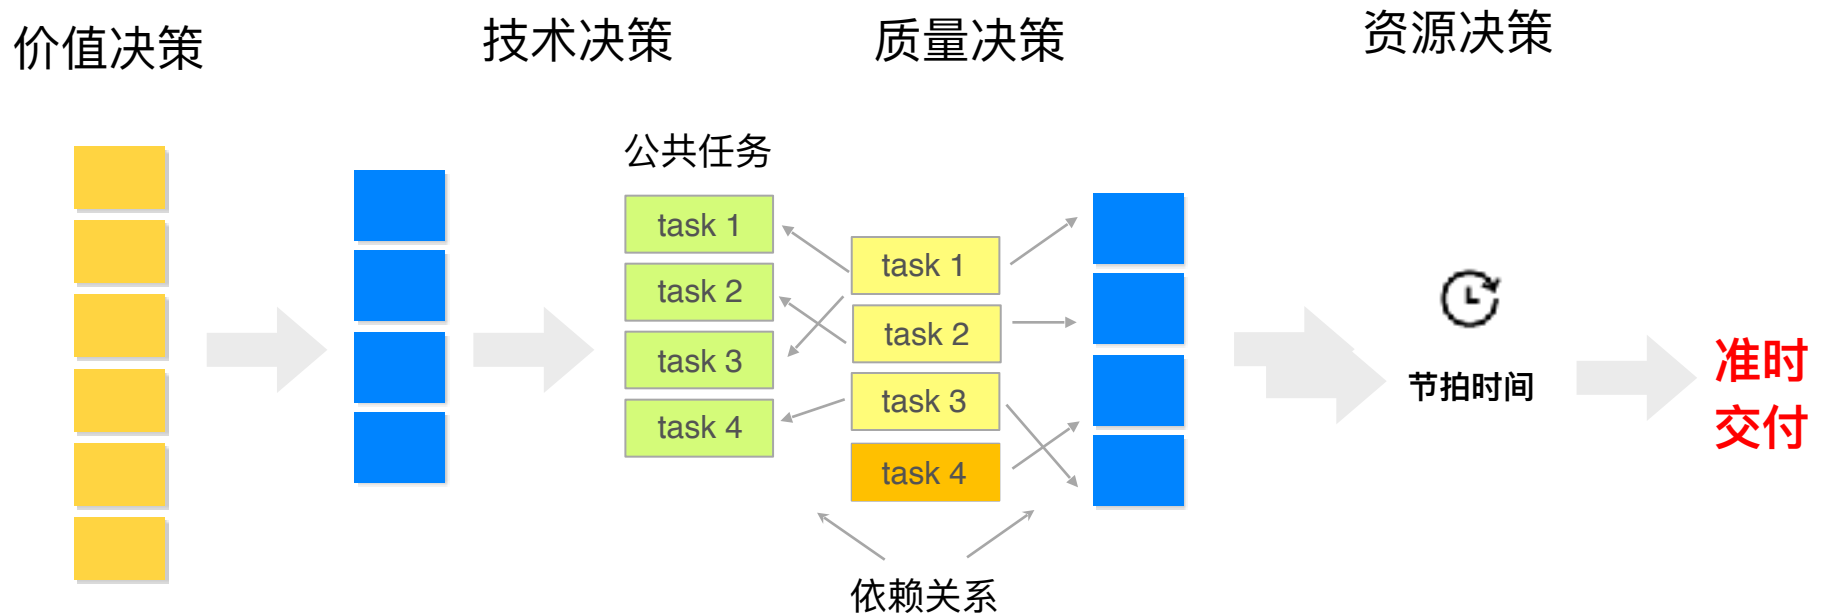 价值决策
技术决策
质量决策
资源决策
公共任务
task 1
task 2
task 3
task 4
task 1
task 2
task 3
task 4
依赖关系
节拍时间
准时
交付